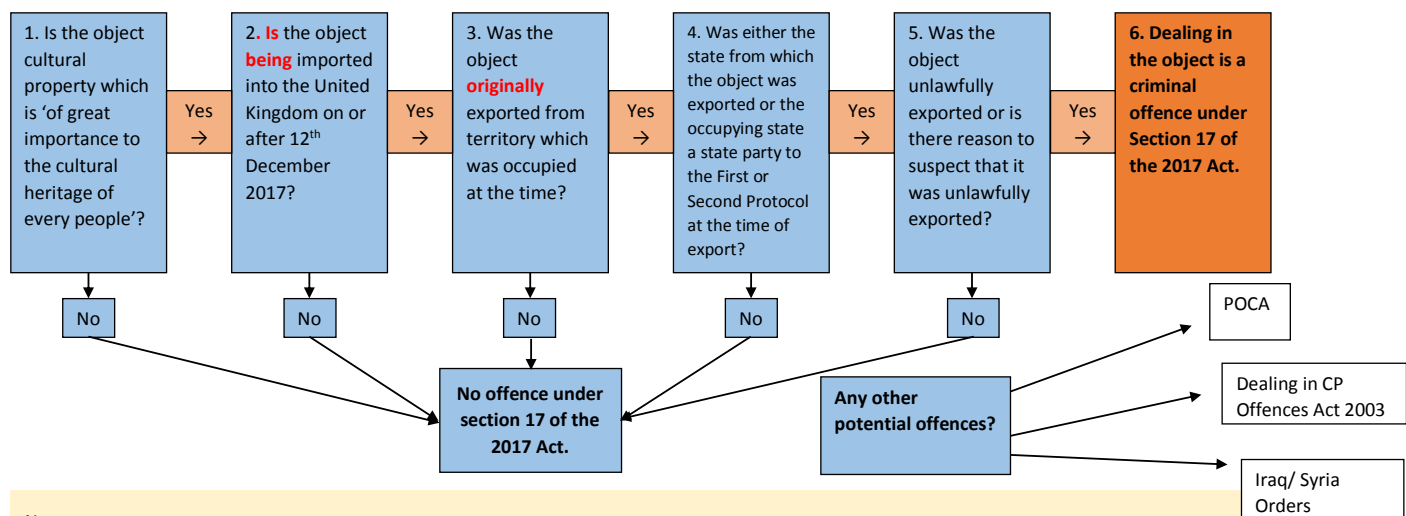 1. Is the object
cultural
property which
is ‘of great
importance to
the cultural
heritage of
every people’?
Yes
→
2. Is the object
being imported
into the United
Kingdom on or
after 12th
December
2017?
Yes
→
3. Was the
object
originally
exported from
territory which
was occupied
at the time?
Yes
→
4. Was either the
state from which
the object was
exported or the
occupying state
a state party to
the First or
Second Protocol
at the time of
export?
Yes
→
5. Was the
object
unlawfully
exported or is
there reason to
suspect that it
was unlawfully
exported?
Yes
→
6. Dealing in
the object is a
criminal
offence under
Section 17 of
the 2017 Act.
No
No
No
No
No
No offence under
section 17 of the
2017 Act.
Any other
potential offences?
POCA
Dealing in CP
Offences Act 2003
Iraq/ Syria
Orders